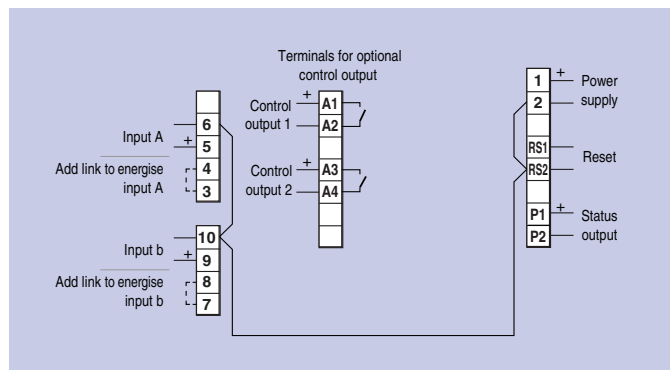 Terminals for optional
control output
6
5
4
3
Input A
+
Add link to energise
input A
10
9
8
7
Input b
+
Add link to energise
input b
Control
output 1
+
A1
A2
Control
output 2
+
A3
A4
1
2
+
Power
supply
RS1
RS2
Reset
P1
P2
+
Status
output